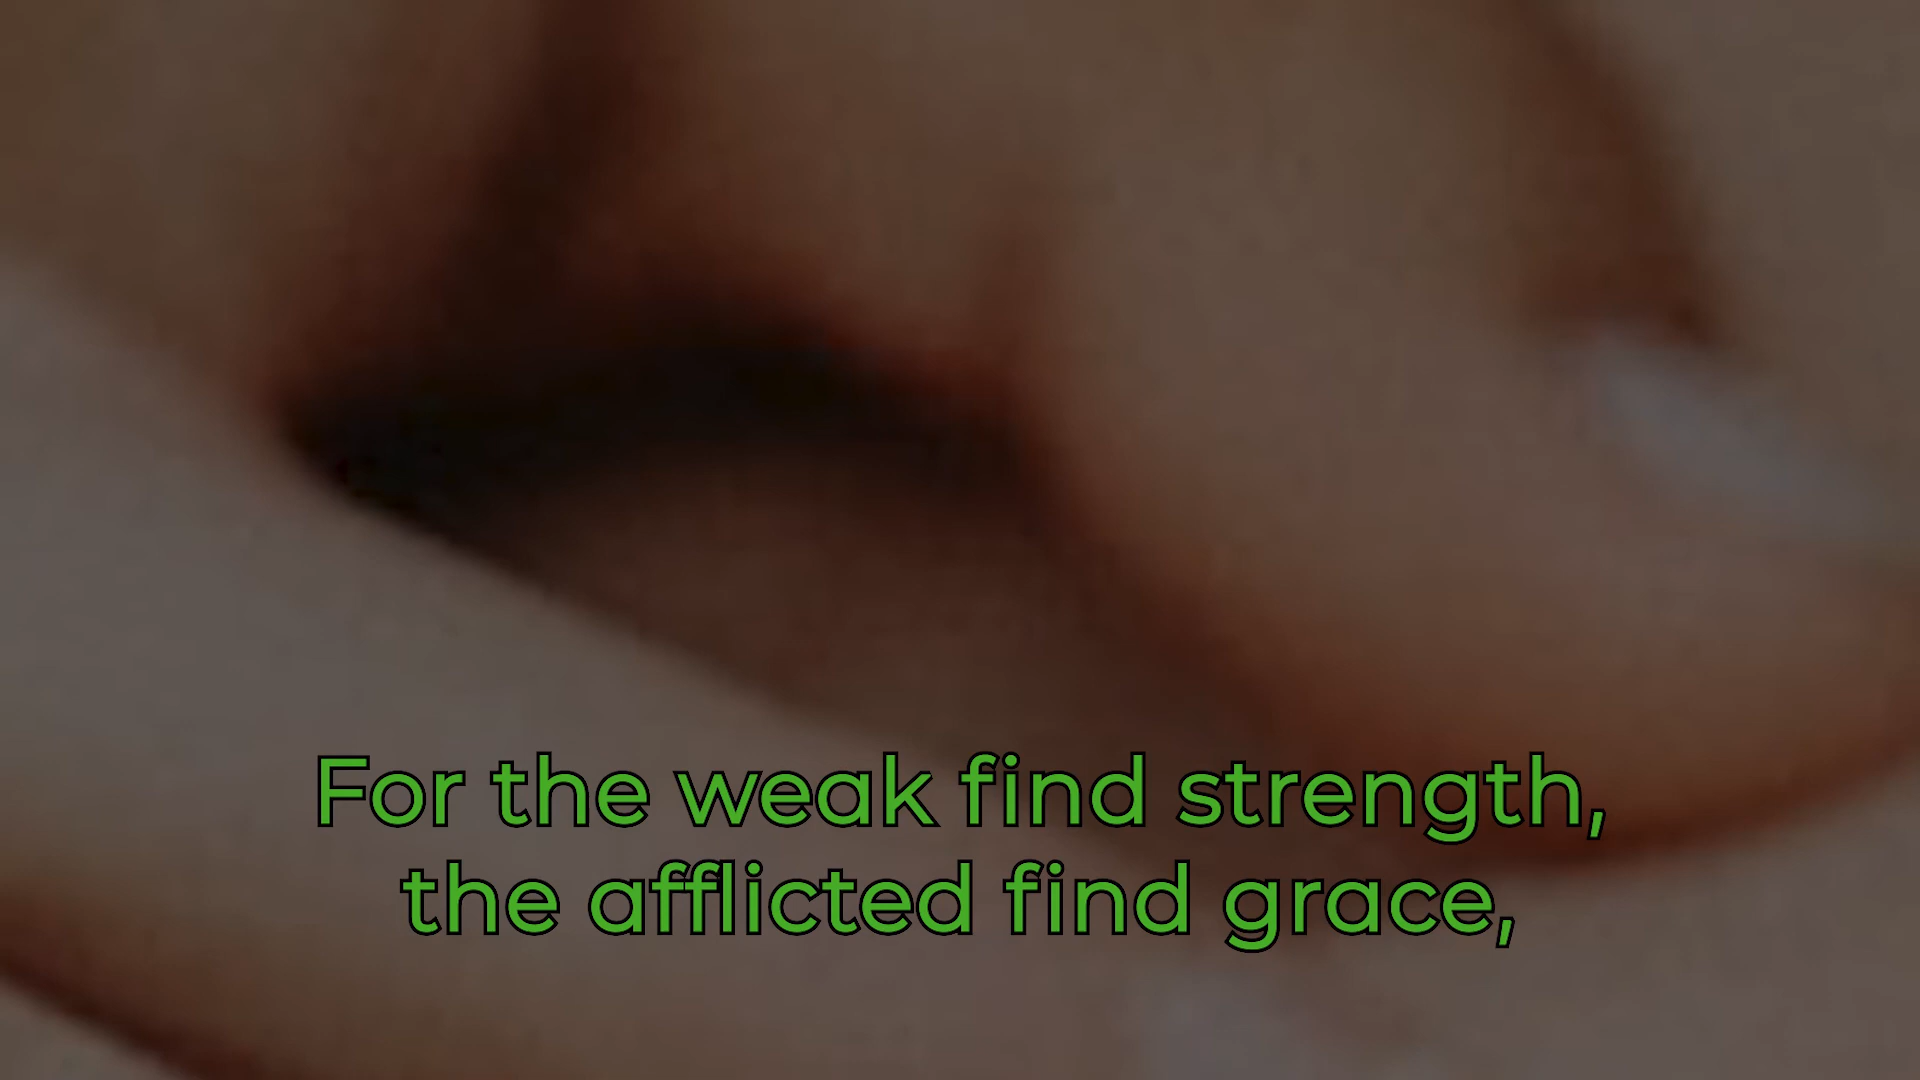 For the weak find strength,
the afflicted find grace,